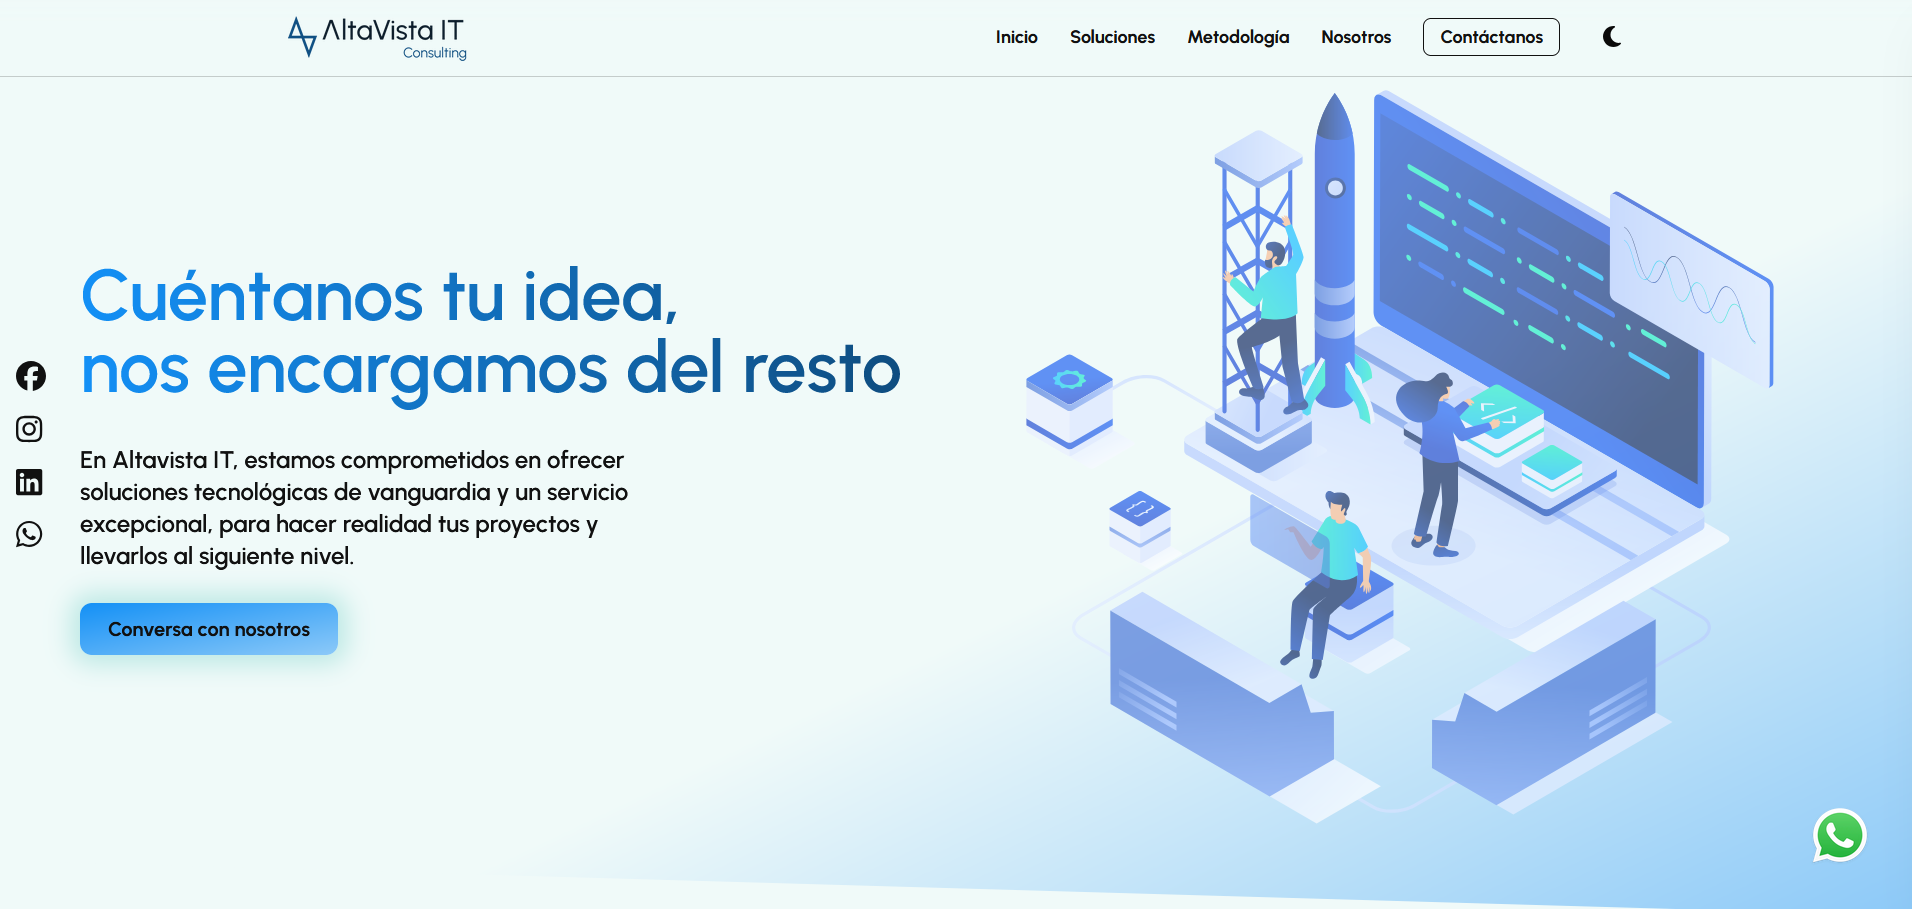 AltaVista IT
Consulting
Inicio
Soluciones
Metodología
Nosotros
Contáctanos
Cuéntanos tu idea,
nos encargamos del resto
En Altavista IT, estamos comprometidos en ofrecer
soluciones tecnológicas de vanguardia y un servicio
excepcional, para hacer realidad tus proyectos y
llevarlos al siguiente nivel.
Conversa con nosotros